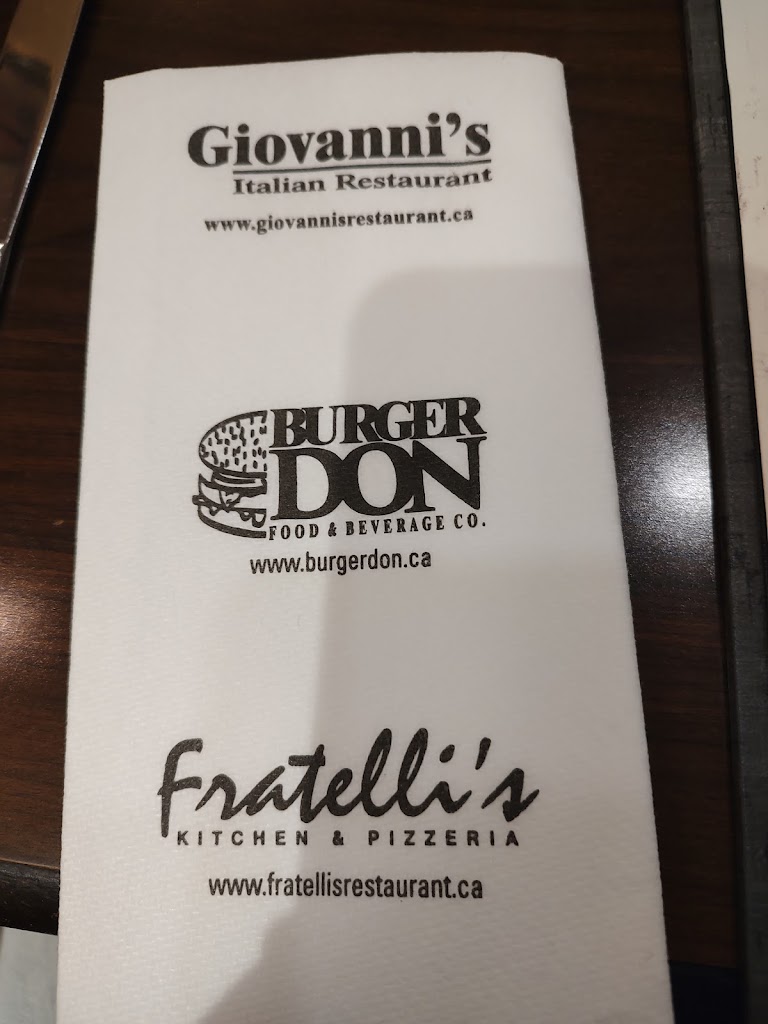 Giovanni's
Italian Restaurant
www.giovannisrestaurant.ca
BURGER
DON
FOOD & BEVERAGE CO.
www.burgerdon.ca
Fratelli's
KITCHEN & PIZZERIA
www.fratellisrestaurant.ca